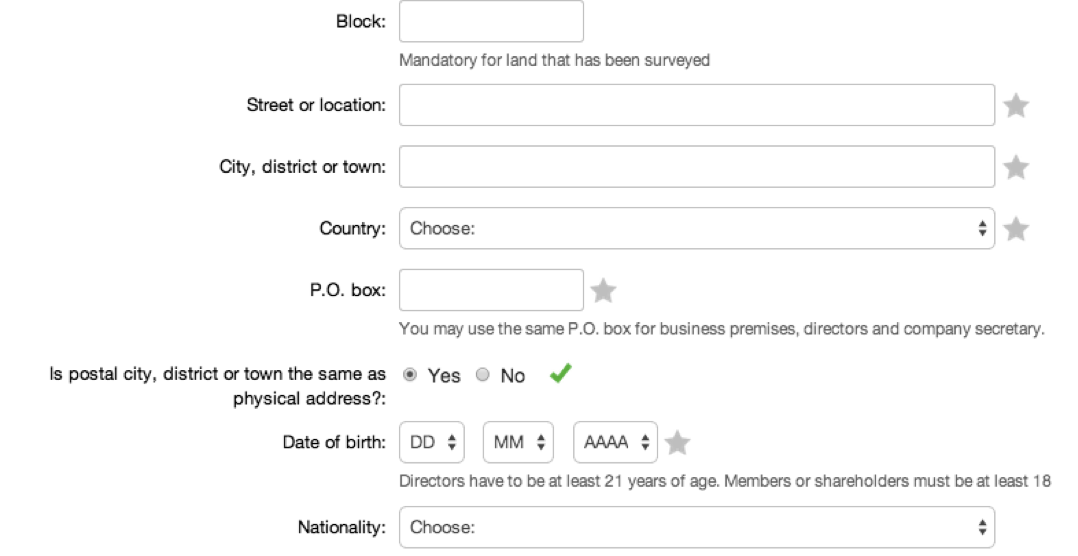 Block:
Mandatory for land that has been surveyed
Street or location:
City, district or town:
Country: Choose:
P.O. box:
You may use the same P.O. box for business premises, directors and company secretary.
Is postal city, district or town the same as
physical address?: Yes No
Date of birth: DD MM AAAA
Directors have to be at least 21 years of age. Members or shareholders must be at least 18
Nationality: Choose: